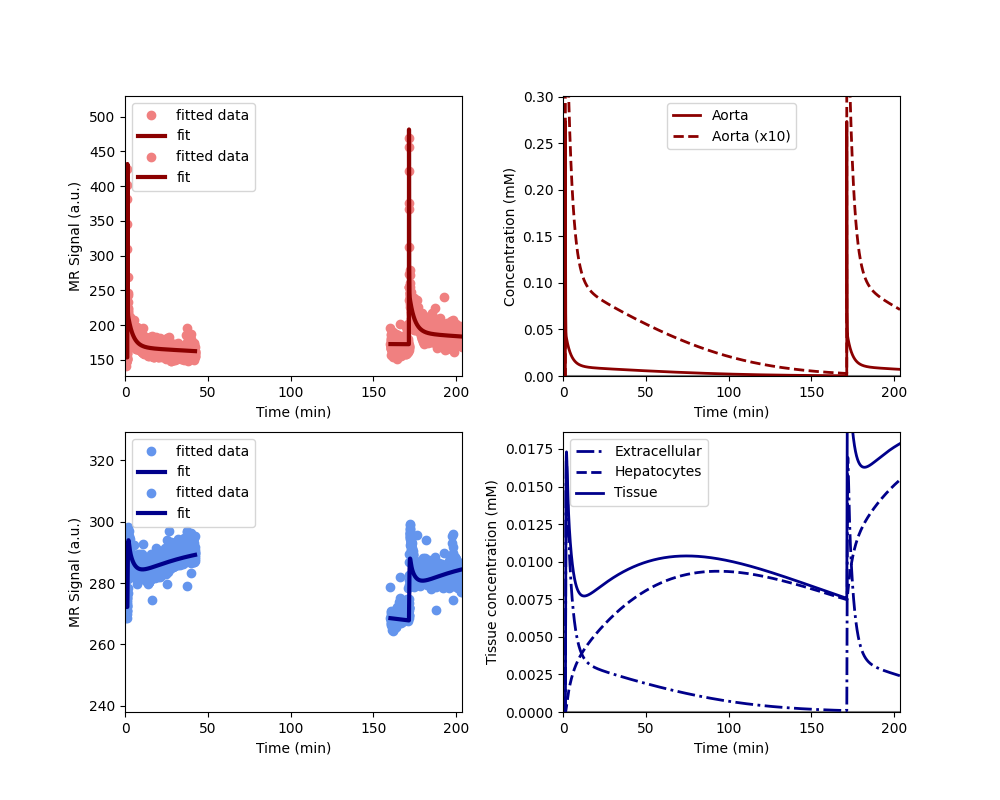 500
450
400
350
300
250
200
150
MR Signal (a.u.)
fitted data
fit
fitted data
fit
0 50 100 150 200
Time (min)
0.30
0.25
0.20
0.15
0.10
0.05
0.00
Concentration (mM)
Aorta
Aorta (x10)
0 50 100 150 200
Time (min)
320
300
280
260
240
MR Signal (a.u.)
fitted data
fit
fitted data
fit
0 50 100 150 200
Time (min)
0.0175
0.0150
0.0125
0.0100
0.0075
0.0050
0.0025
0.0000
Tissue concentration (mM)
Extracellular
Hepatocytes
Tissue
0 50 100 150 200
Time (min)